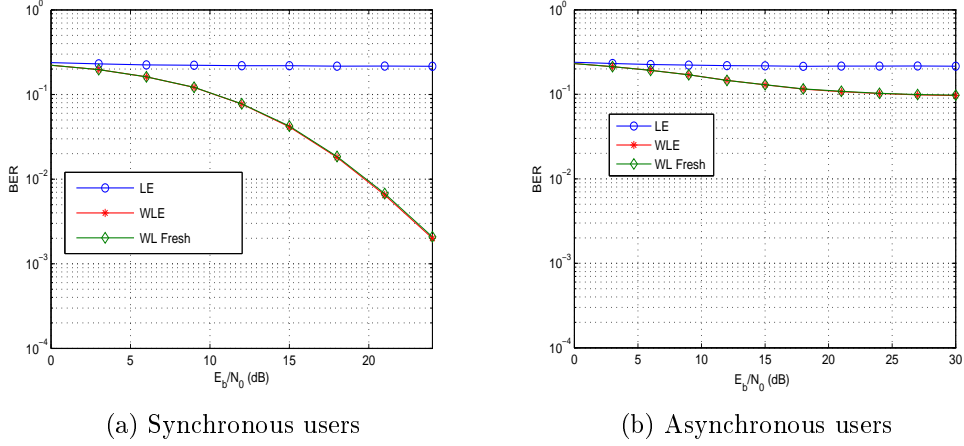 10^0
10^-1
10^-2
10^-3
10^-4
BER
0 5 10 15 20
E_b/N_0 (dB)
LE
WLE
WL Fresh
(a) Synchronous users
10^0
10^-1
10^-2
10^-3
10^-4
BER
0 5 10 15 20 25 30
E_b/N_0 (dB)
LE
WLE
WL Fresh
(b) Asynchronous users